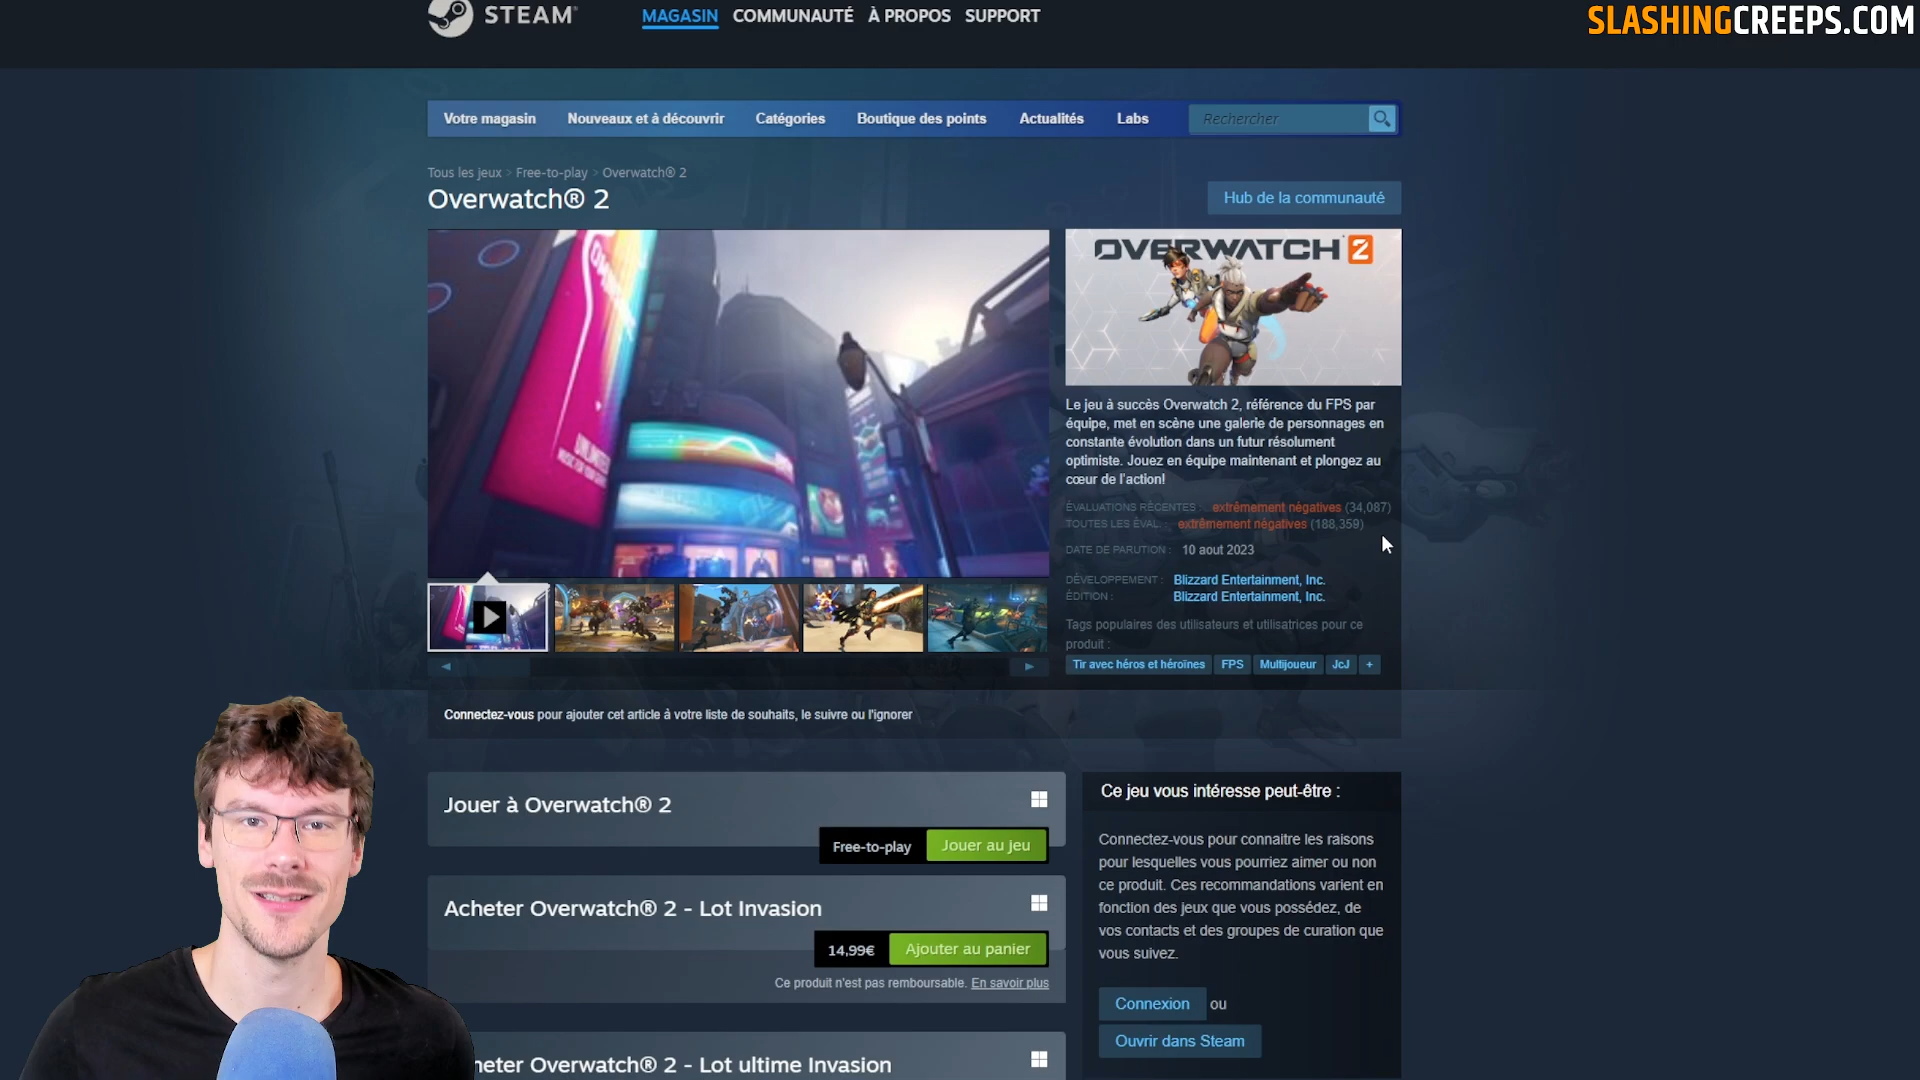 STEAM
MAGASIN COMMUNAUTÉ À PROPOS SUPPORT
SLASHINGCREEPS.COM
Votre magasin Nouveaux et à découvrir Catégories Boutique des points Actualités Labs Rechercher
Tous les jeux > Free-to-play > Overwatch® 2
Overwatch® 2
Hub de la communauté
OVERWATCH 2
Le jeu à succès Overwatch 2, référence du FPS par
équipe, met en scène une galerie de personnages en
constante évolution dans un futur résolument
optimiste. Jouez en équipe maintenant et plongez au
cœur de l'action!
ÉVALUATIONS RÉCENTES : extrêmement négatives (34,087)
TOUTES LES ÉVAL. : extrêmement négatives (188,359)
DATE DE PARUTION : 10 aout 2023
DÉVELOPPEMENT : Blizzard Entertainment, Inc.
ÉDITION : Blizzard Entertainment, Inc.
Tags populaires des utilisateurs et utilisatrices pour ce
produit :
Tir avec héros et héroïnes FPS Multijoueur JcJ +
Connectez-vous pour ajouter cet article à votre liste de souhaits, le suivre ou l'ignorer
Jouer à Overwatch® 2
Free-to-play Jouer au jeu
Acheter Overwatch® 2 - Lot Invasion
14,99€ Ajouter au panier
Ce produit n'est pas remboursable. En savoir plus
heter Overwatch® 2 - Lot ultime Invasion
Ce jeu vous intéresse peut-être :
Connectez-vous pour connaitre les raisons
pour lesquelles vous pourriez aimer ou non
ce produit. Ces recommandations varient en
fonction des jeux que vous possédez, de
vos contacts et des groupes de curation que
vous suivez.
Connexion ou
Ouvrir dans Steam